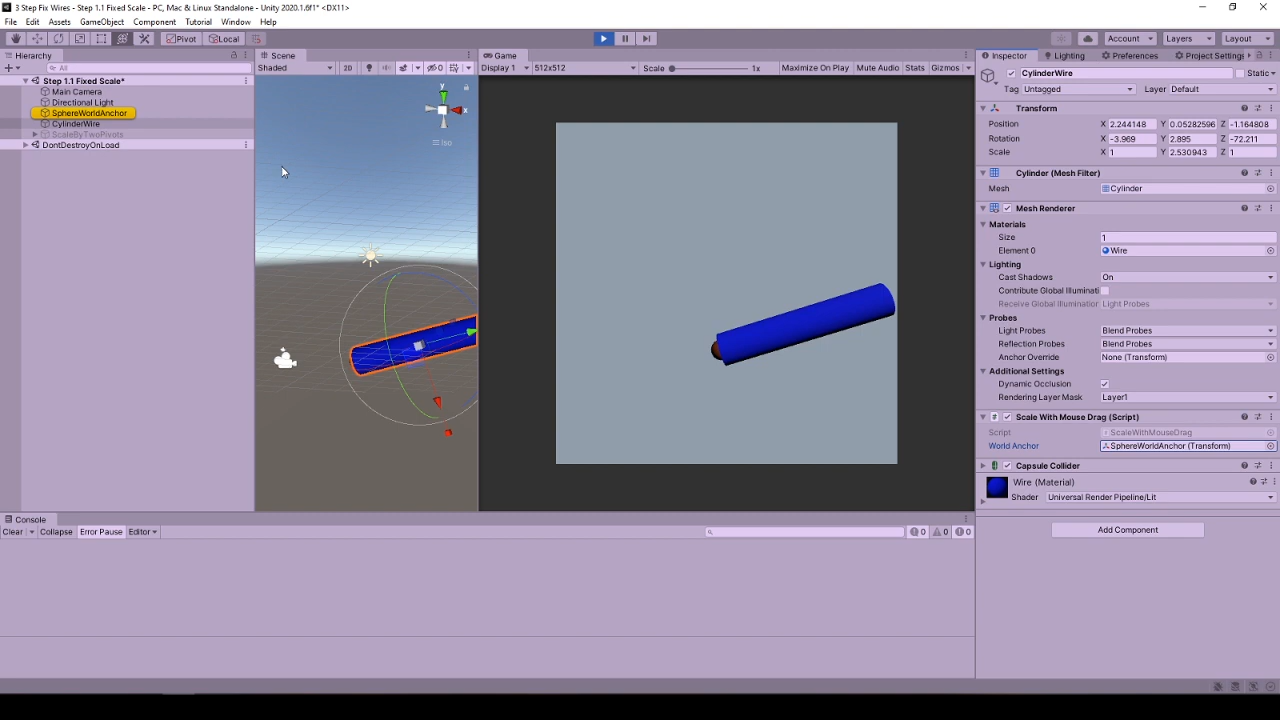 3 Step Fix Wires - Step 1.1 Fixed Scale - PC, Mac & Linux Standalone - Unity 2020.1.6f1* <DX11>
File Edit Assets GameObject Component Tutorial Window Help
Pivot Local Account Layers Layout
Hierarchy Scene Game Inspector Lighting Preferences Project Settings
All Shaded 2D 0 Display 1 512x512 Scale 1x Maximize On Play Mute Audio Stats Gizmos
Step 1.1 Fixed Scale*
Main Camera
Directional Light
SphereWorldAnchor
CylinderWire
ScaleByTwoPivots
DontDestroyOnLoad
y
x
Iso
CylinderWire Static
Tag Untagged Layer Default
Transform
Position X 2.244148 Y 0.05282596 Z -1.164808
Rotation X -3.969 Y 2.895 Z -72.211
Scale X 1 Y 2.530943 Z 1
Cylinder (Mesh Filter)
Mesh Cylinder
Mesh Renderer
Materials
Size 1
Element 0 Wire
Lighting
Cast Shadows On
Contribute Global Illuminati
Receive Global Illumination Light Probes
Probes
Light Probes Blend Probes
Reflection Probes Blend Probes
Anchor Override None (Transform)
Additional Settings
Dynamic Occlusion
Rendering Layer Mask Layer1
Scale With Mouse Drag (Script)
Script ScaleWithMouseDrag
World Anchor SphereWorldAnchor (Transform)
Capsule Collider
Wire (Material)
Shader Universal Render Pipeline/Lit
Add Component
Console
Clear Collapse Error Pause Editor 0 0 0